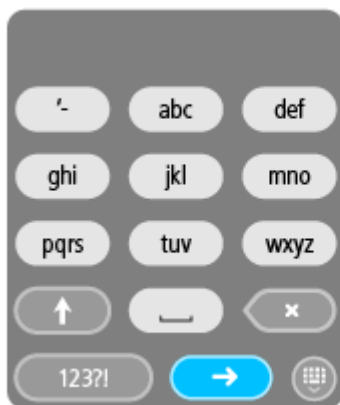 '- abc def
ghi jkl mno
pqrs tuv wxyz
123?!